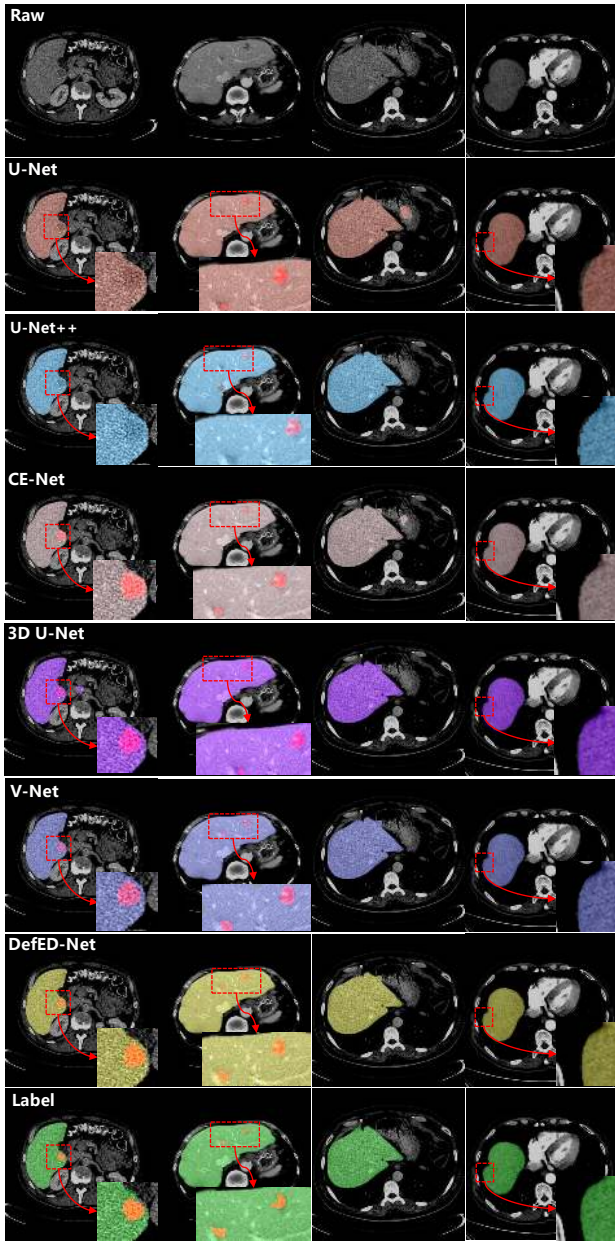 Raw
U-Net
U-Net++
CE-Net
3D U-Net
V-Net
DefED-Net
Label